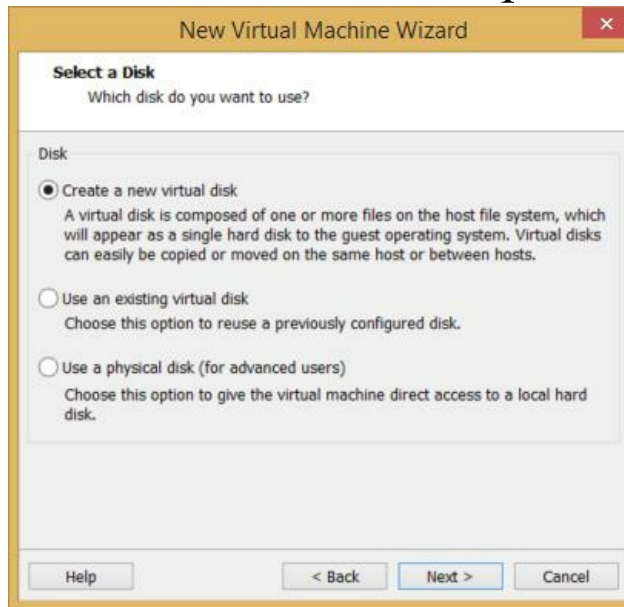 New Virtual Machine Wizard
Select a Disk
Which disk do you want to use?
Disk
Create a new virtual disk
A virtual disk is composed of one or more files on the host file system, which
will appear as a single hard disk to the guest operating system. Virtual disks
can easily be copied or moved on the same host or between hosts.
Use an existing virtual disk
Choose this option to reuse a previously configured disk.
Use a physical disk (for advanced users)
Choose this option to give the virtual machine direct access to a local hard
disk.
Help
< Back
Next >
Cancel